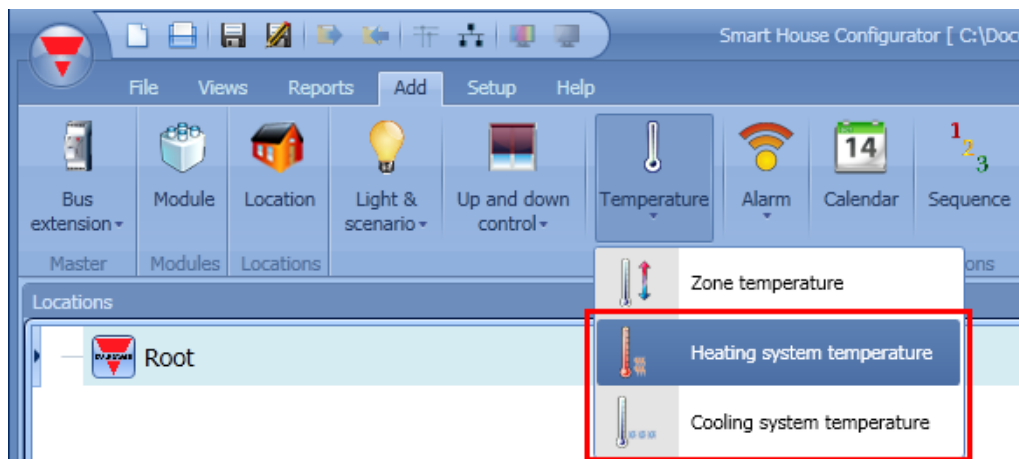 Smart House Configurator [ C:\Doc
File Views Reports Add Setup Help
14
1
2
3
Bus extension
Module
Location
Light & scenario
Up and down control
Temperature
Alarm
Calendar
Sequence
Master
Modules
Locations
ons
Locations
Root
Zone temperature
Heating system temperature
Cooling system temperature